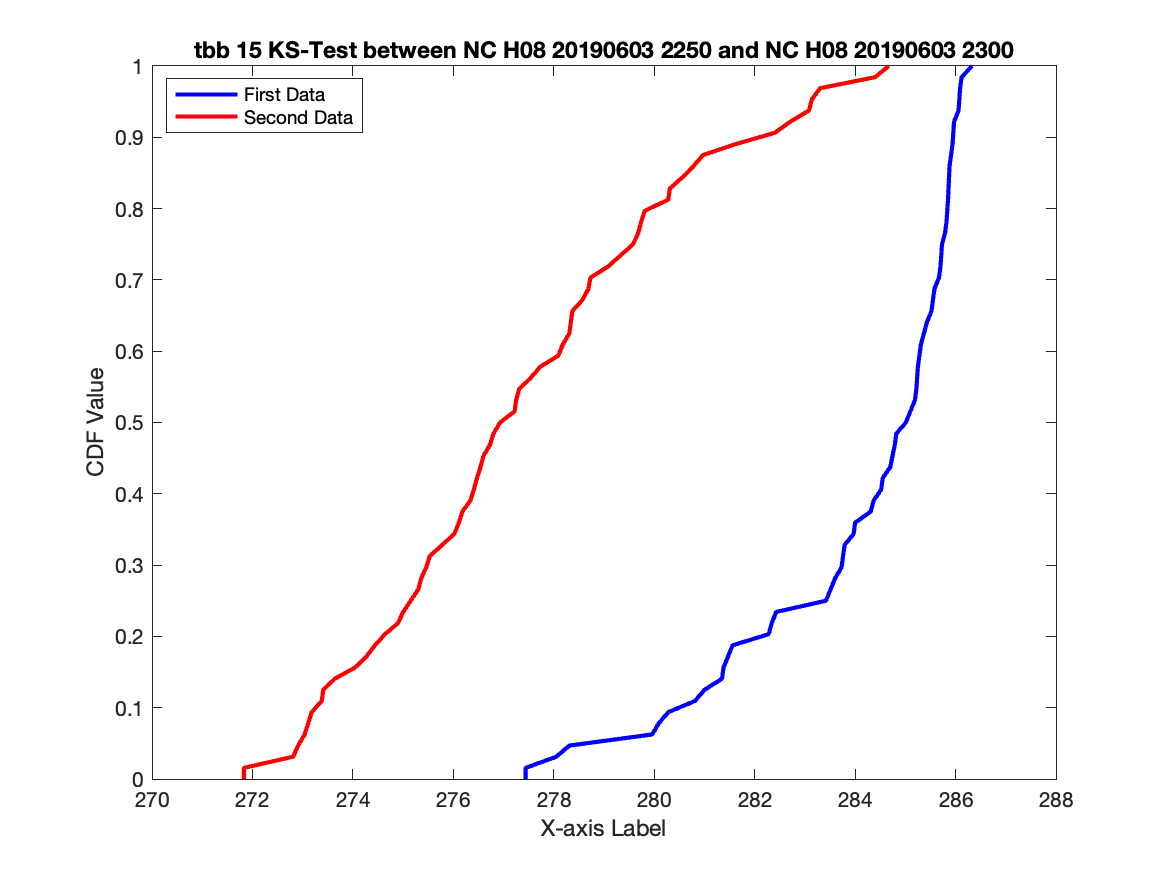 tbb 15 KS-Test between NC H08 20190603 2250 and NC H08 20190603 2300
First Data
Second Data
1
0.9
0.8
0.7
0.6
0.5
0.4
0.3
0.2
0.1
0
CDF Value
270 272 274 276 278 280 282 284 286 288
X-axis Label